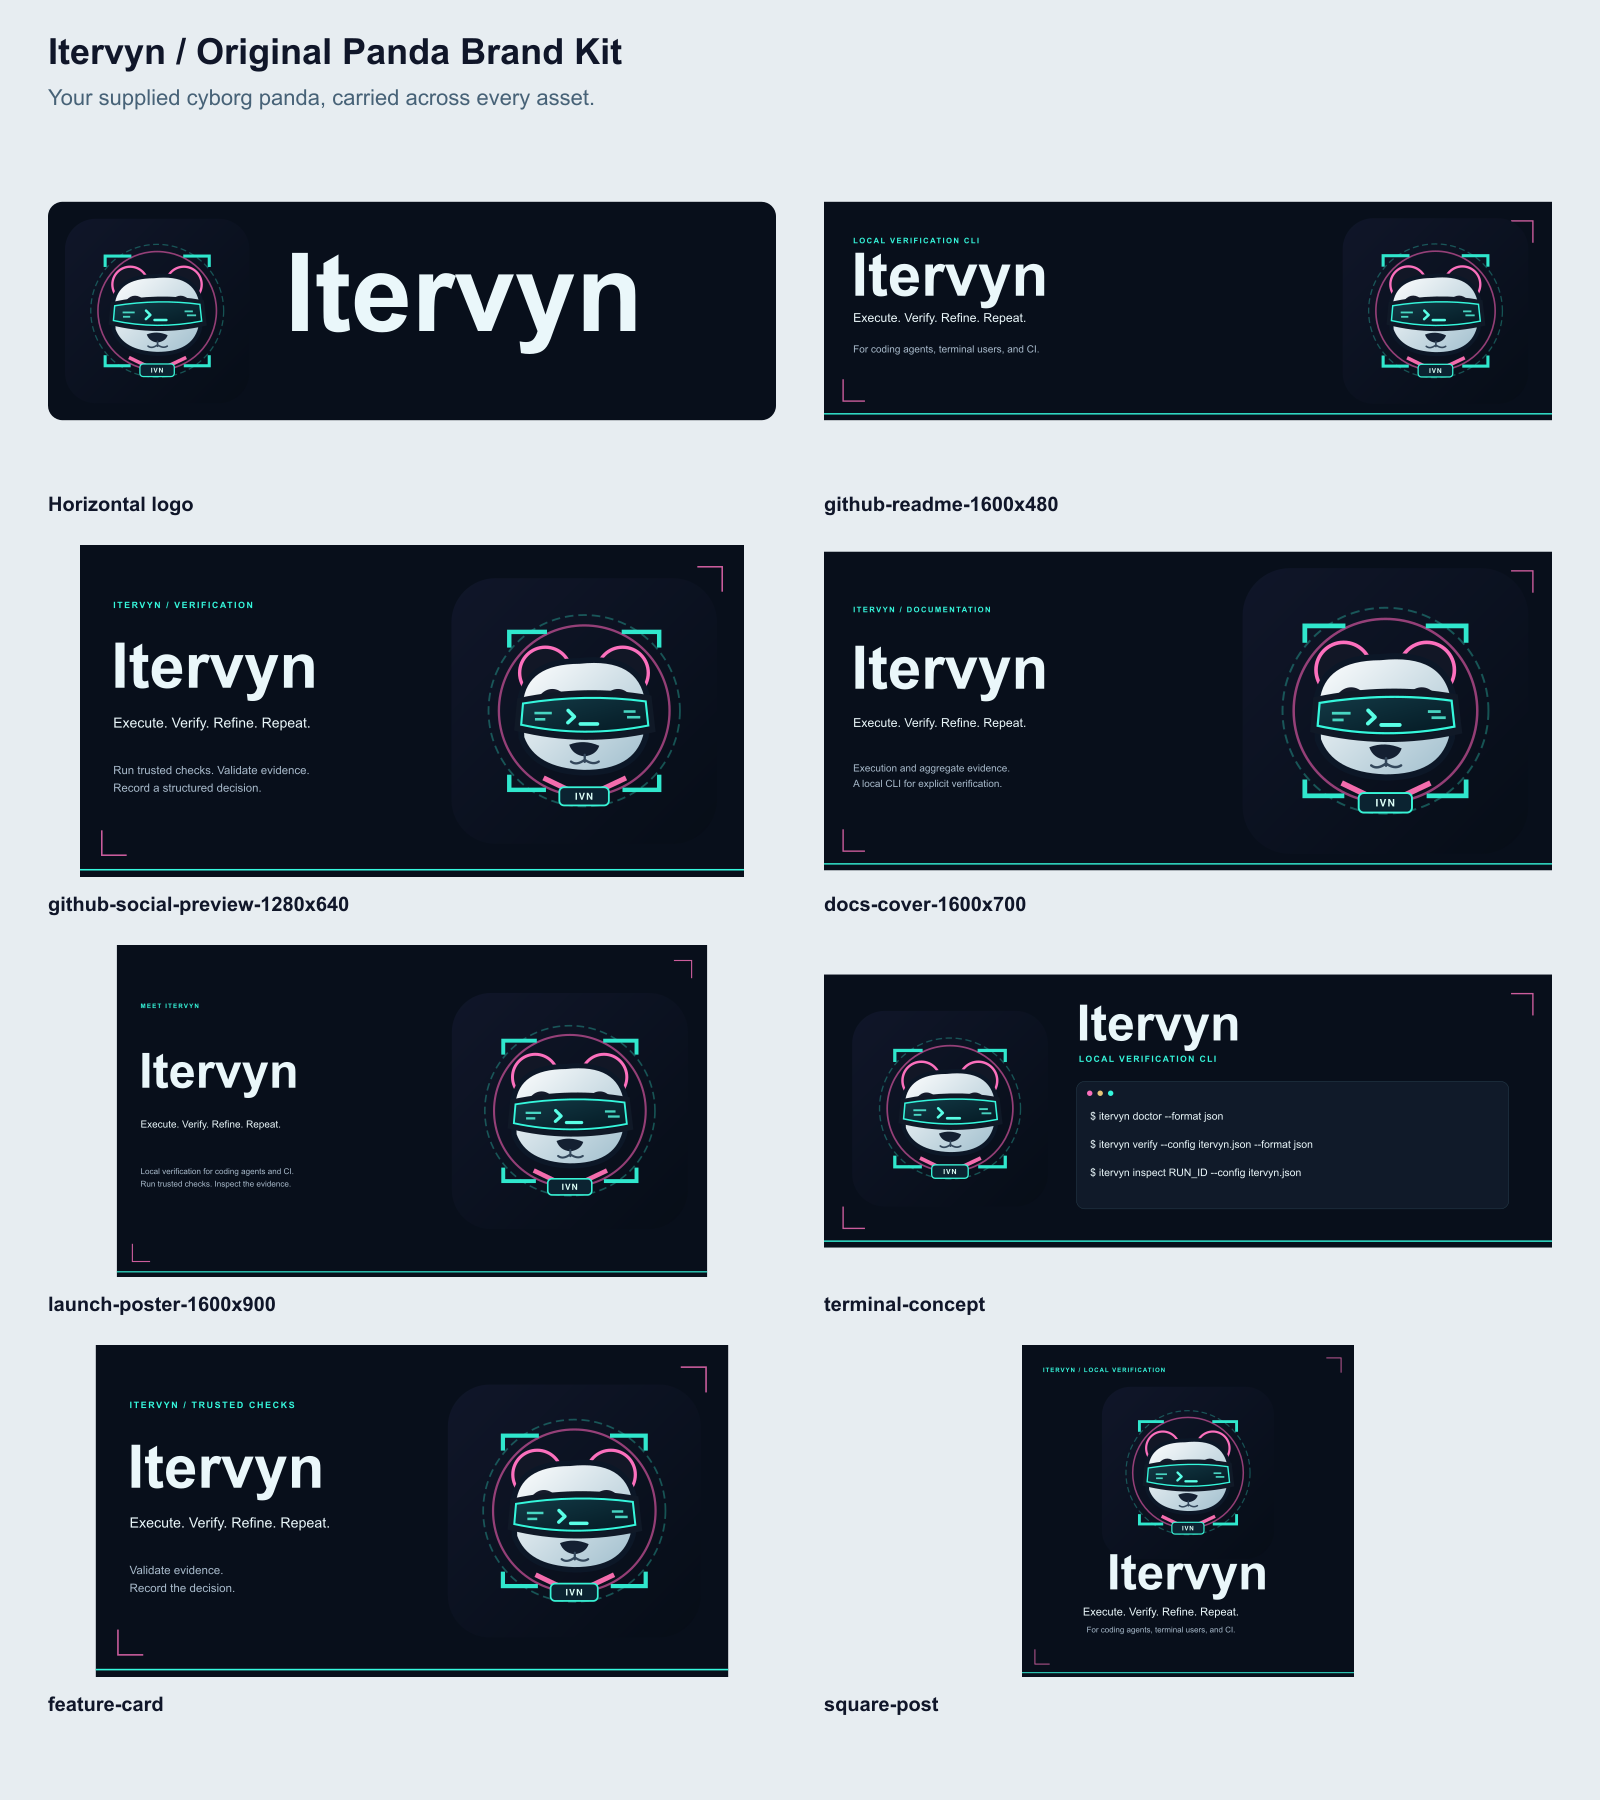 Itervyn / Original Panda Brand Kit
Your supplied cyborg panda, carried across every asset.
IVN
Itervyn
LOCAL VERIFICATION CLI
Itervyn
Execute. Verify. Refine. Repeat.
For coding agents, terminal users, and CI.
IVN
Horizontal logo
github-readme-1600x480
ITERVYN / VERIFICATION
Itervyn
Execute. Verify. Refine. Repeat.
Run trusted checks. Validate evidence.
Record a structured decision.
IVN
ITERVYN / DOCUMENTATION
Itervyn
Execute. Verify. Refine. Repeat.
Execution and aggregate evidence.
A local CLI for explicit verification.
IVN
github-social-preview-1280x640
docs-cover-1600x700
MEET ITERVYN
Itervyn
Execute. Verify. Refine. Repeat.
Local verification for coding agents and CI.
Run trusted checks. Inspect the evidence.
IVN
IVN
Itervyn
LOCAL VERIFICATION CLI
$ itervyn doctor --format json
$ itervyn verify --config itervyn.json --format json
$ itervyn inspect RUN_ID --config itervyn.json
launch-poster-1600x900
terminal-concept
ITERVYN / TRUSTED CHECKS
Itervyn
Execute. Verify. Refine. Repeat.
Validate evidence.
Record the decision.
IVN
ITERVYN / LOCAL VERIFICATION
IVN
Itervyn
Execute. Verify. Refine. Repeat.
For coding agents, terminal users, and CI.
feature-card
square-post